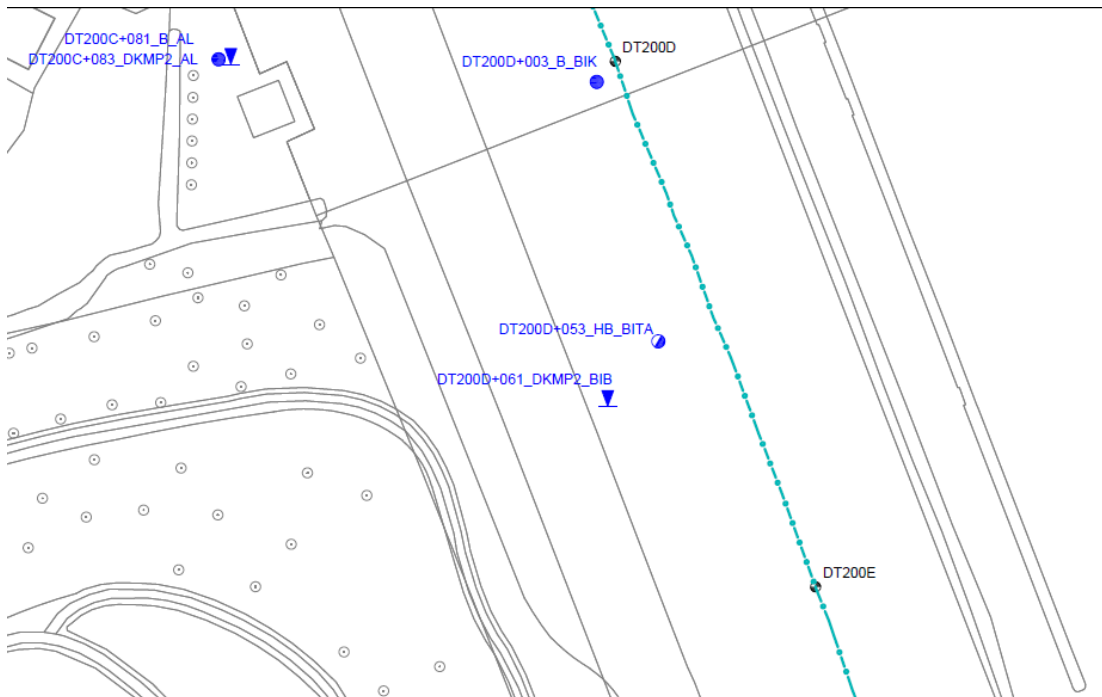 DT200C+081_B_AL
DT200C+083_DKMP2_AL
DT200D
DT200D+003_B_BIK
DT200D+053_HB_BITA
DT200D+061_DKMP2_BIB
DT200E